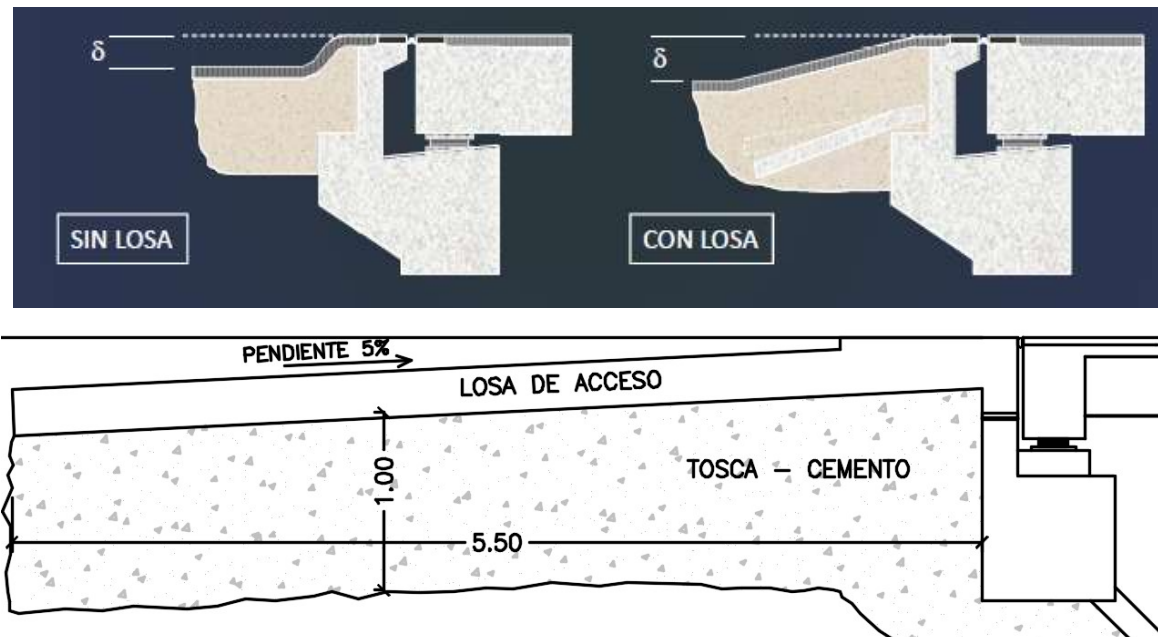 δ
δ
SIN LOSA
CON LOSA
PENDIENTE 5%
LOSA DE ACCESO
1.00
TOSCA – CEMENTO
5.50